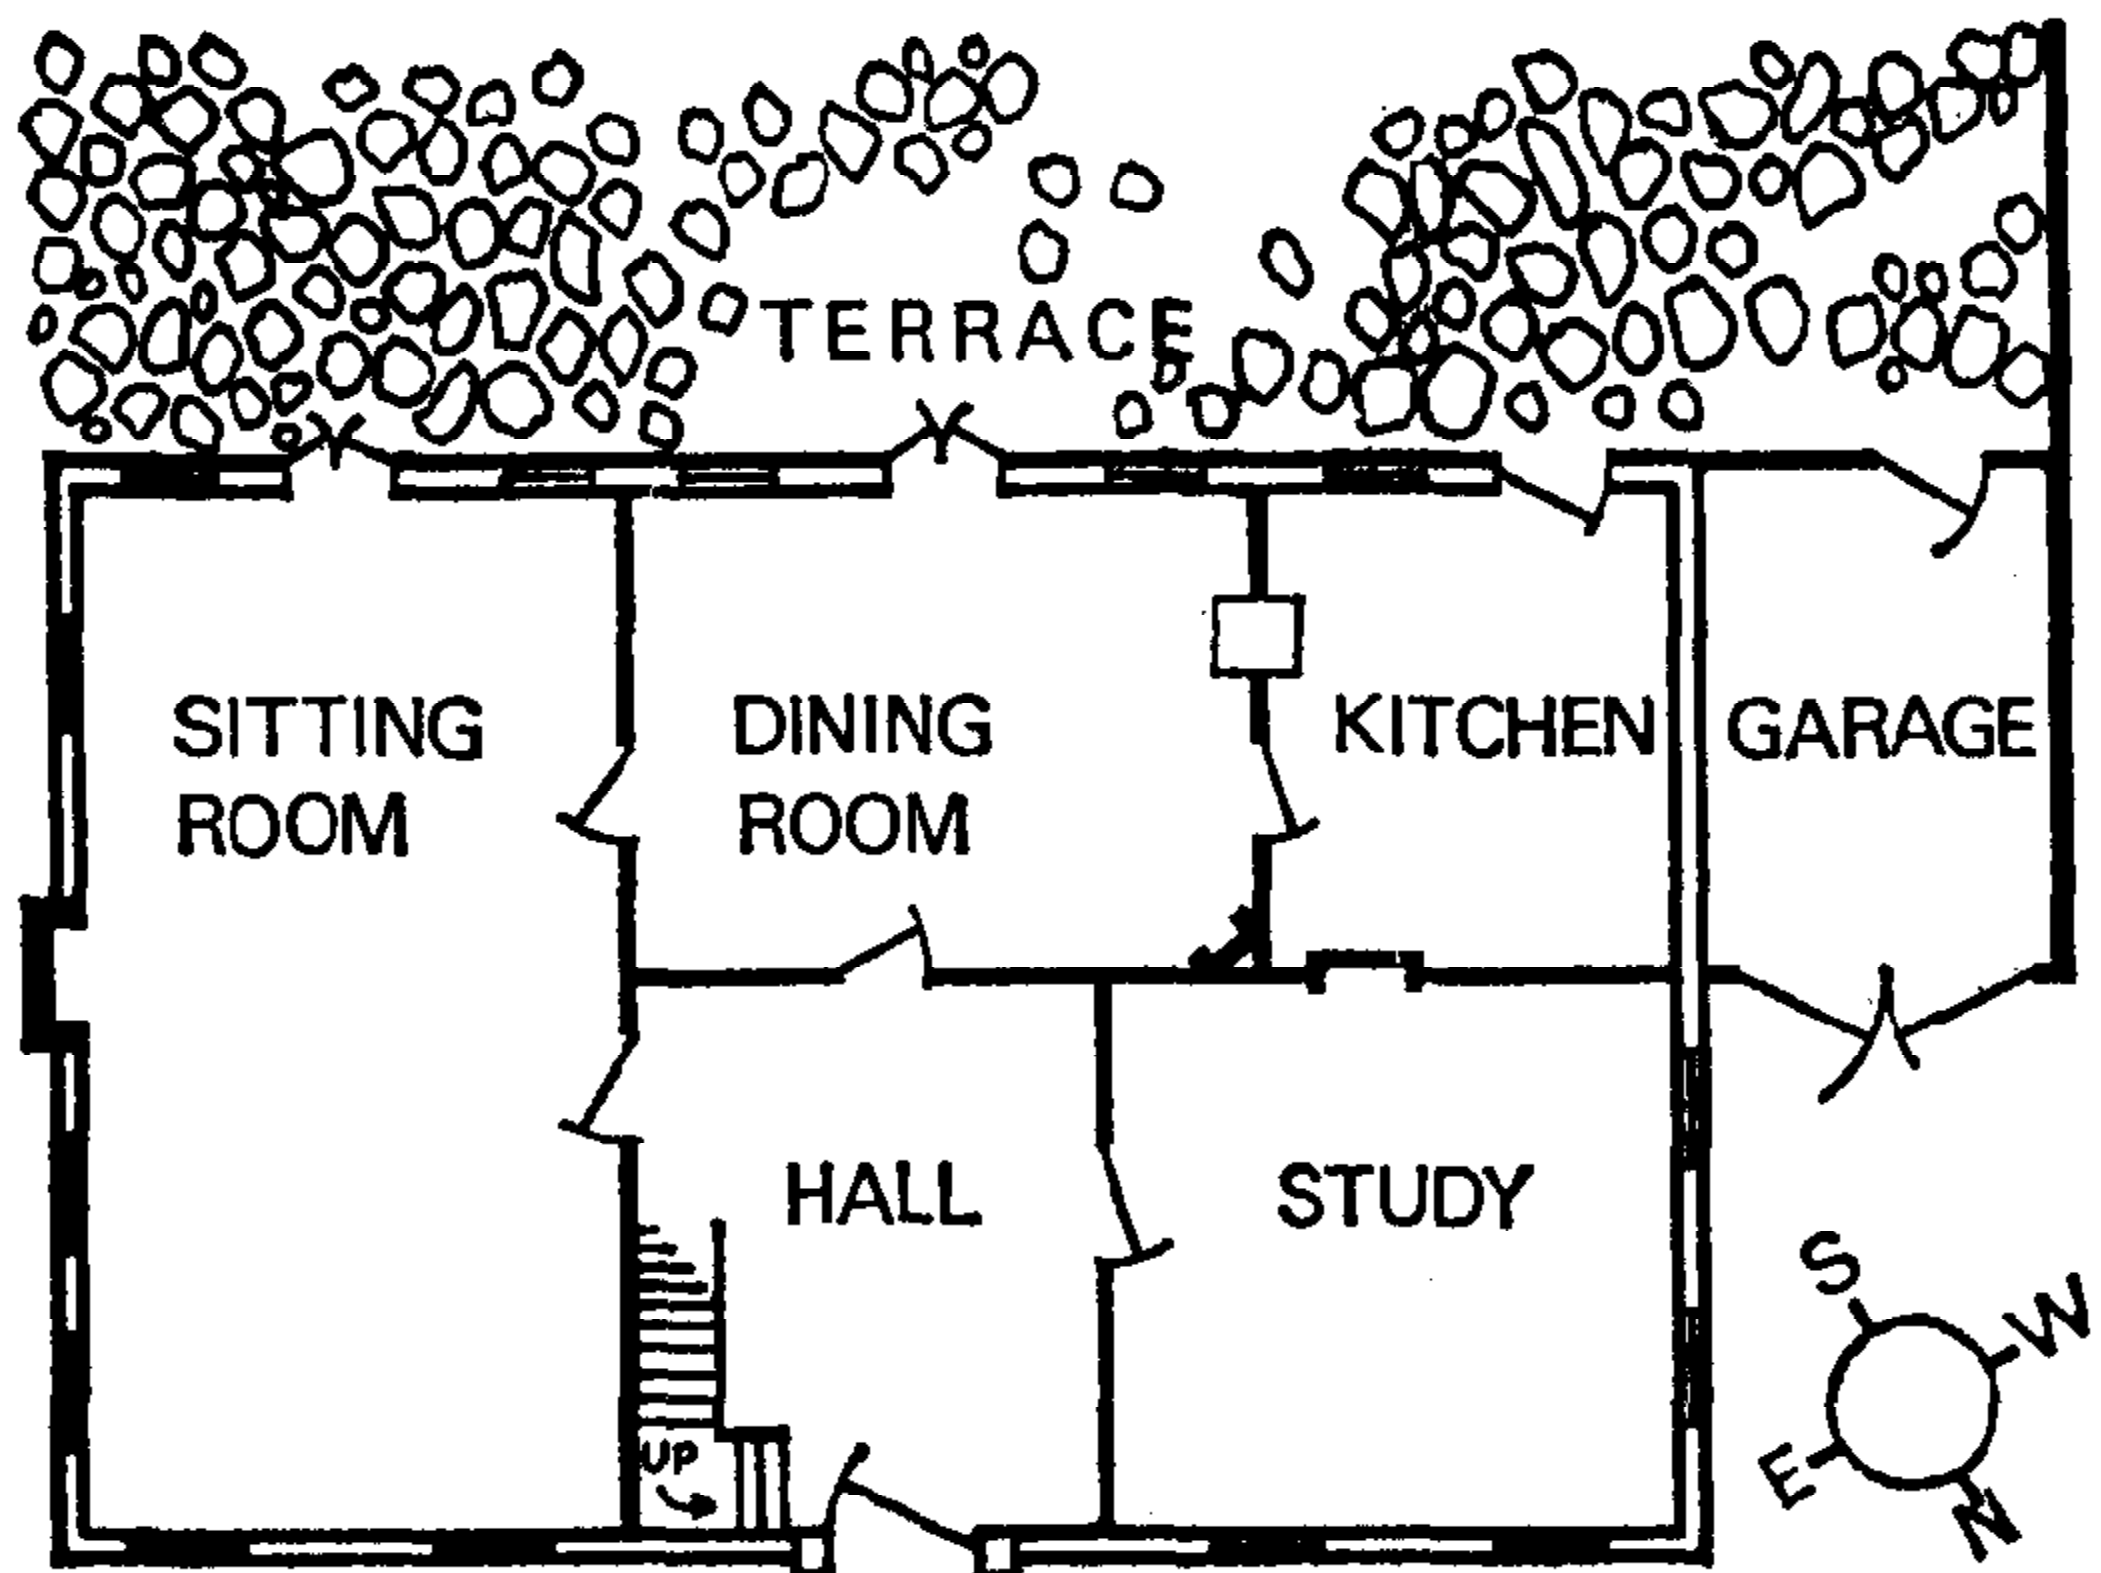 TERRACE
SITTING
ROOM
DINING
ROOM
KITCHEN
GARAGE
HALL
STUDY
UP
S
W
E
N